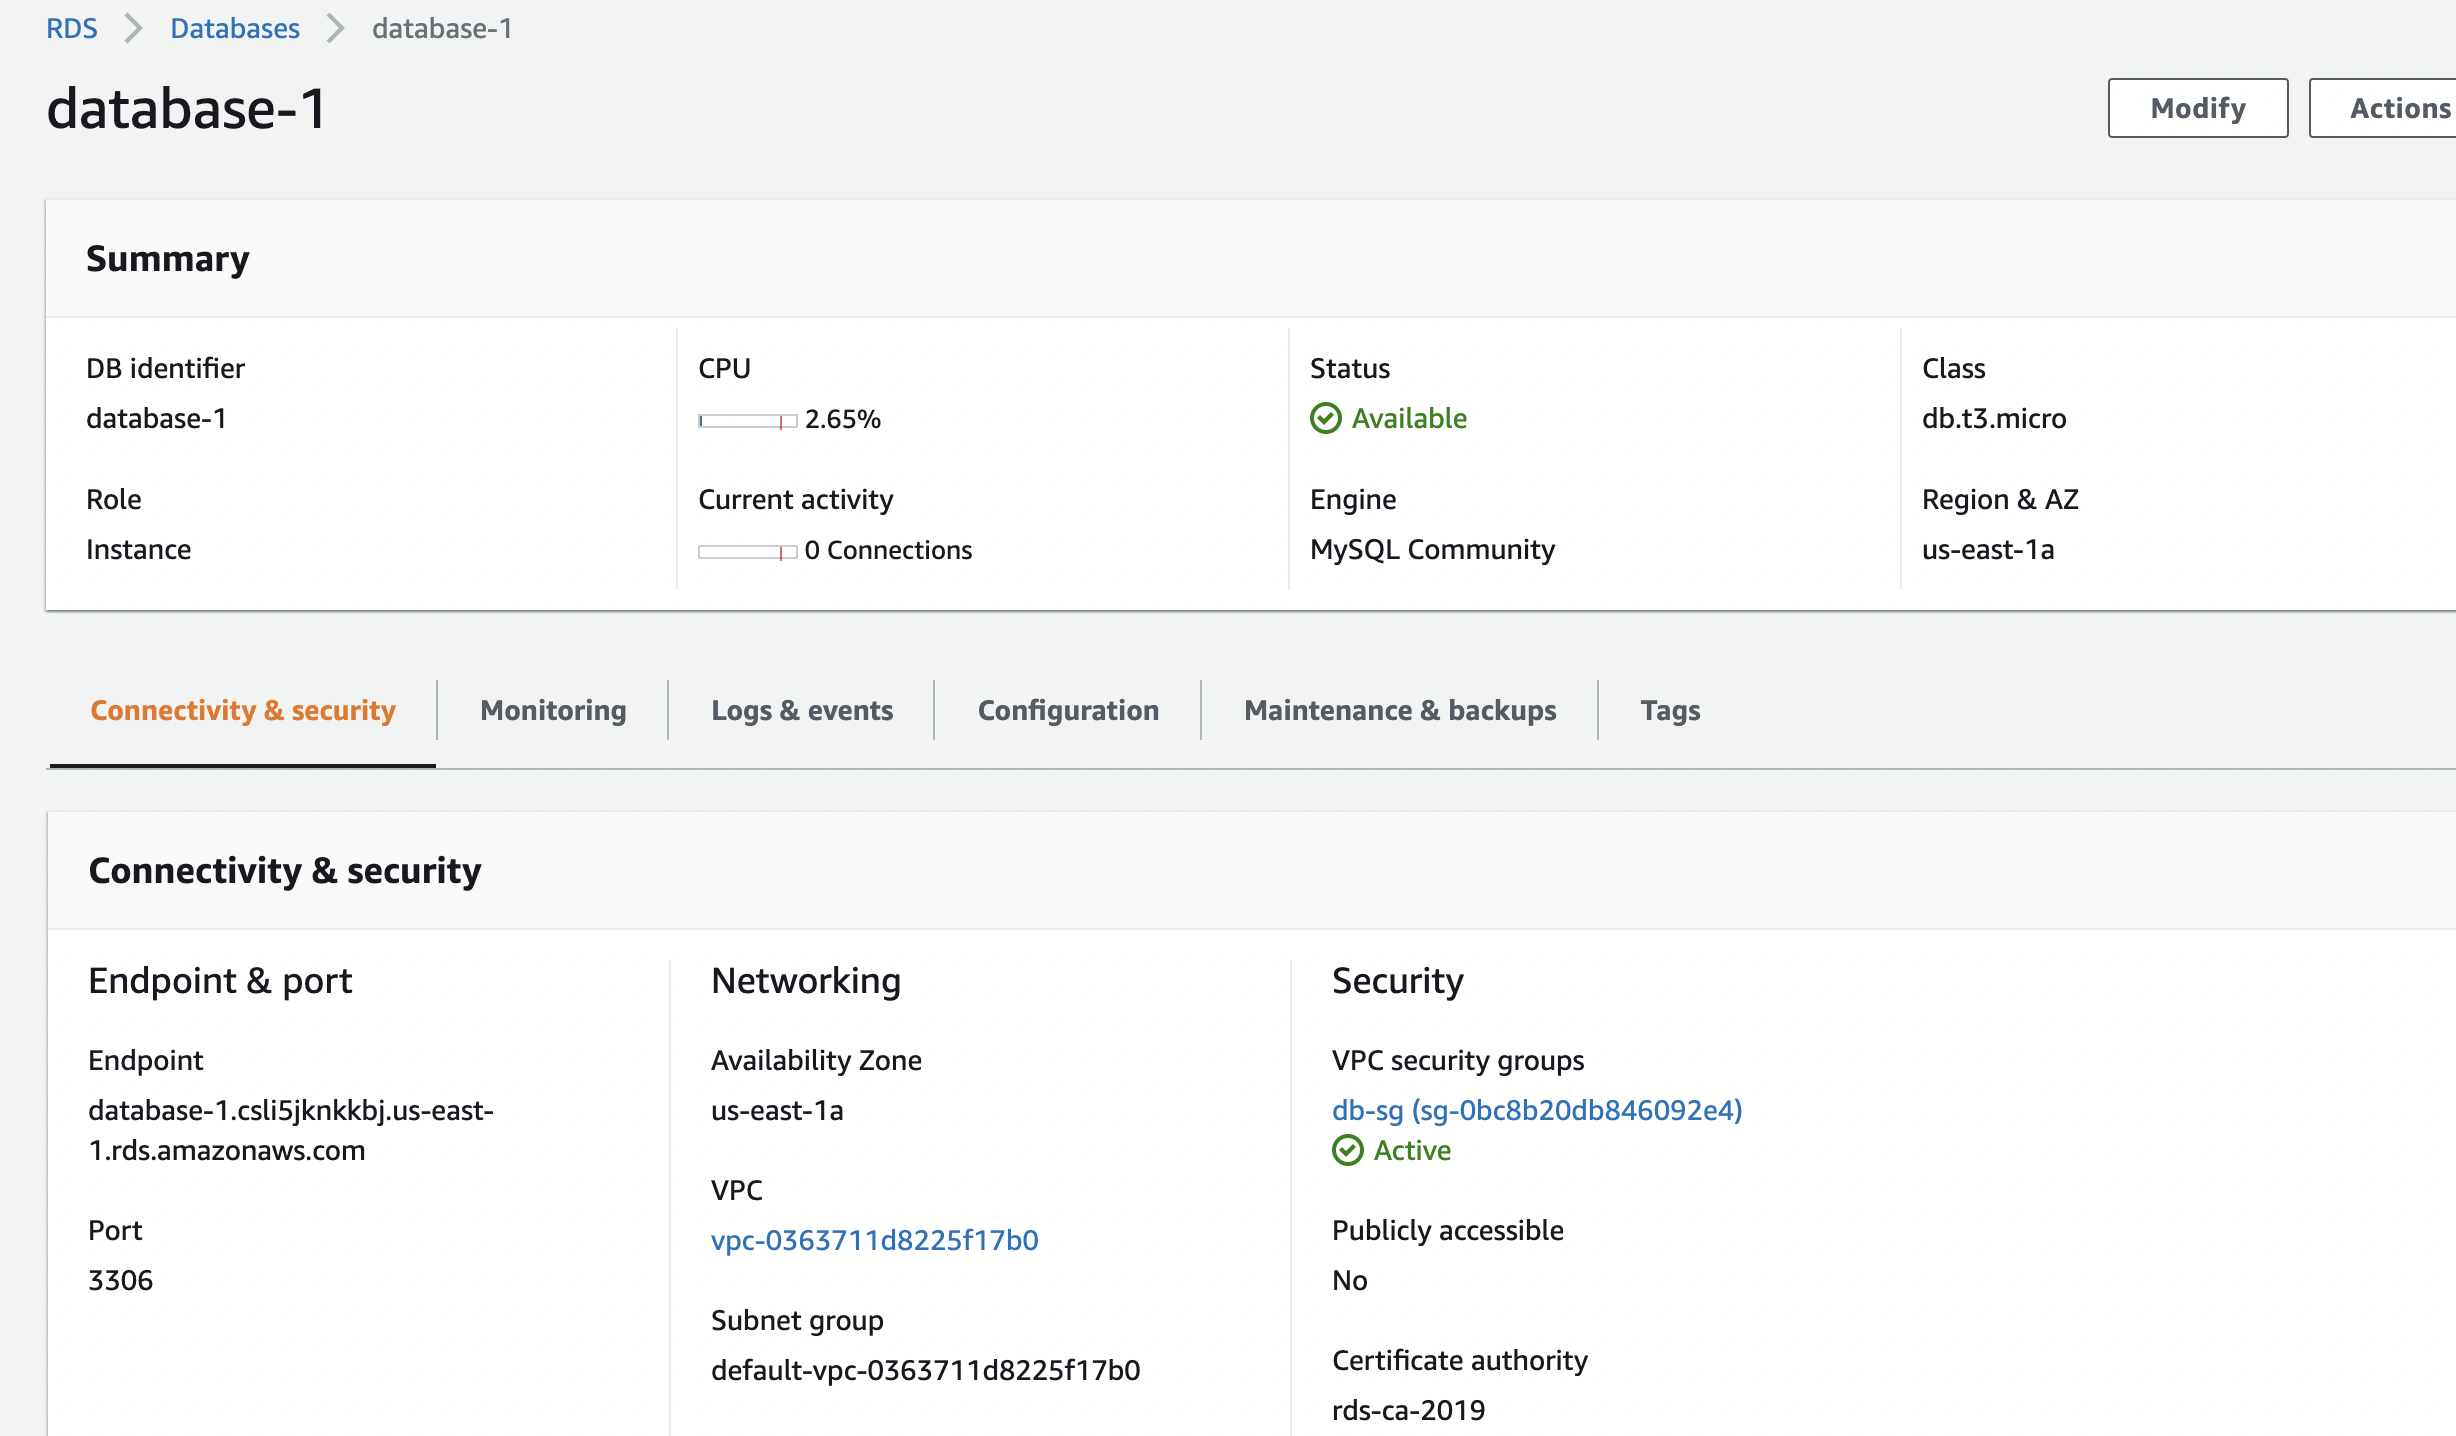 RDS > Databases > database-1
database-1
Modify
Actions
Summary
DB identifier
database-1
CPU
2.65%
Status
Available
Class
db.t3.micro
Role
Instance
Current activity
0 Connections
Engine
MySQL Community
Region & AZ
us-east-1a
Connectivity & security
Monitoring
Logs & events
Configuration
Maintenance & backups
Tags
Connectivity & security
Endpoint & port
Endpoint
database-1.csli5jknkkbj.us-east-
1.rds.amazonaws.com
Port
3306
Networking
Availability Zone
us-east-1a
VPC
vpc-0363711d8225f17b0
Subnet group
default-vpc-0363711d8225f17b0
Security
VPC security groups
db-sg (sg-0bc8b20db846092e4)
Active
Publicly accessible
No
Certificate authority
rds-ca-2019